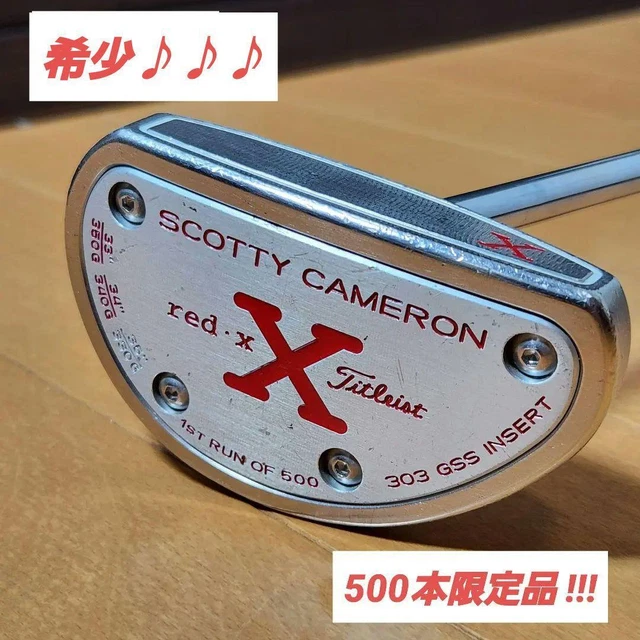 希少♪♪♪
SCOTTY CAMERON
red.x
X
Titleist
X
33"
350G
34"
340G
1ST RUN OF 500
303 GSS INSERT
500本限定品!!!